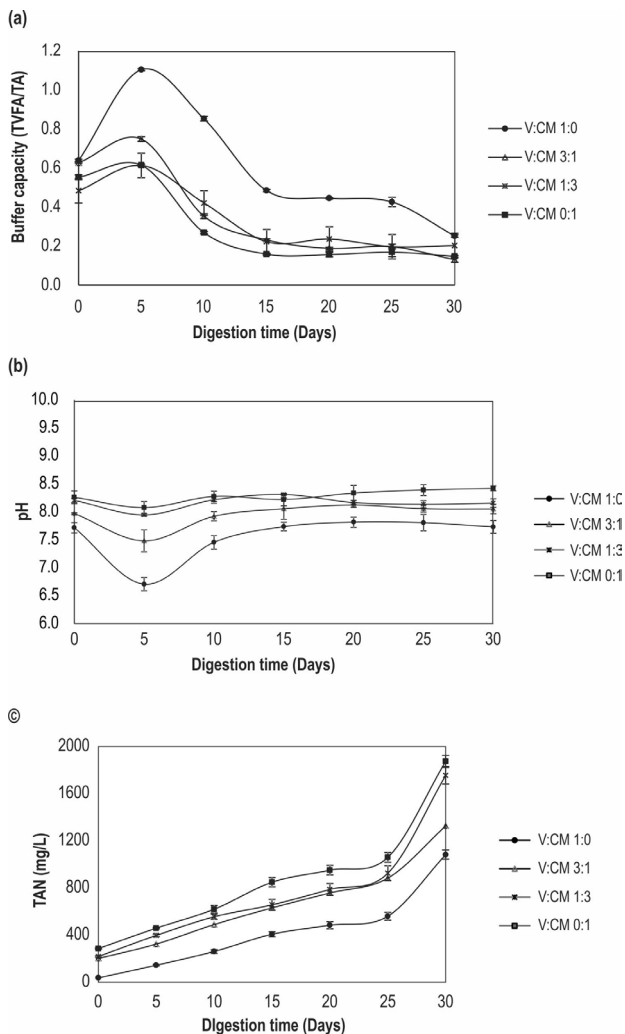 (a)
1.2
1.0
0.8
0.6
0.4
0.2
0.0
Buffer capacity (TVFA/TA)
0 5 10 15 20 25 30
Digestion time (Days)
V:CM 1:0
V:CM 3:1
V:CM 1:3
V:CM 0:1
(b)
10.0
9.5
9.0
8.5
8.0
7.5
7.0
6.5
6.0
pH
0 5 10 15 20 25 30
Digestion time (Days)
V:CM 1:0
V:CM 3:1
V:CM 1:3
V:CM 0:1
©
2000
1600
1200
800
400
0
TAN (mg/L)
0 5 10 15 20 25 30
DIgestion time (Days)
V:CM 1:0
V:CM 3:1
V:CM 1:3
V:CM 0:1